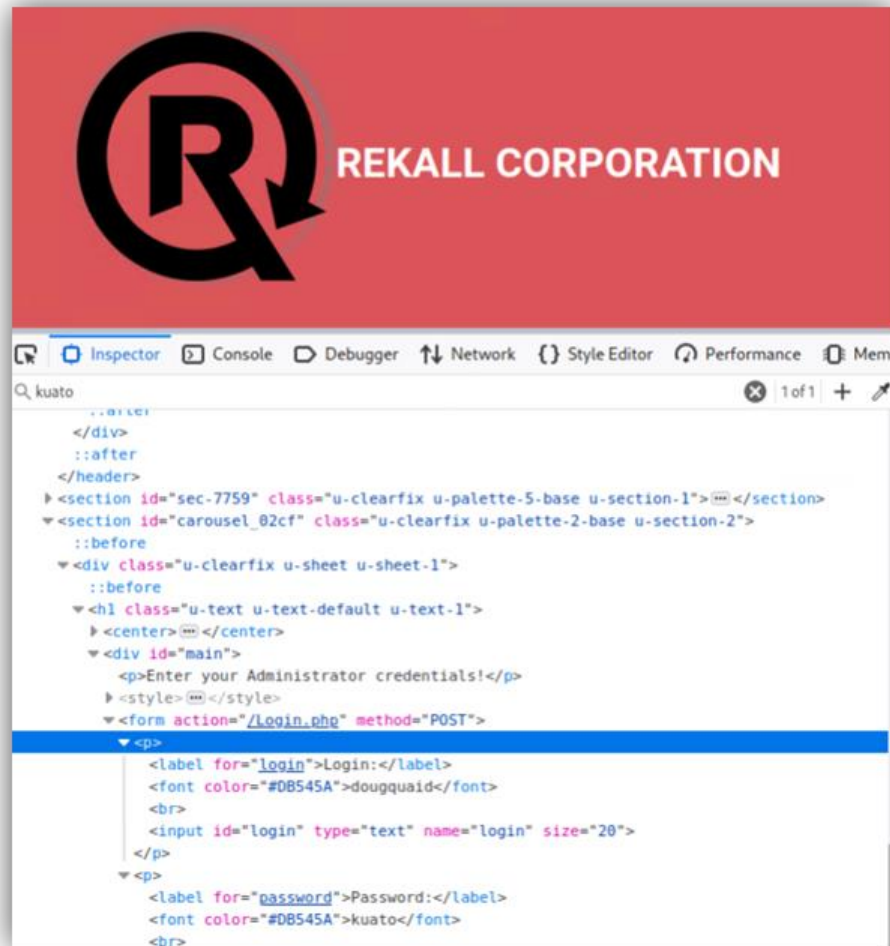 R
REKALL CORPORATION
Inspector Console Debugger Network {} Style Editor Performance Mem
kuato 1 of 1 +
::after
</div>
::after
</header>
<section id="sec-7759" class="u-clearfix u-palette-5-base u-section-1"> ••• </section>
<section id="carousel_02cf" class="u-clearfix u-palette-2-base u-section-2">
::before
<div class="u-clearfix u-sheet u-sheet-1">
::before
<h1 class="u-text u-text-default u-text-1">
<center> ••• </center>
<div id="main">
<p>Enter your Administrator credentials!</p>
<style> ••• </style>
<form action="/Login.php" method="POST">
<p>
<label for="login">Login:</label>
<font color="#DB545A">dougquaid</font>
<br>
<input id="login" type="text" name="login" size="20">
</p>
<p>
<label for="password">Password:</label>
<font color="#DB545A">kuato</font>
<br>